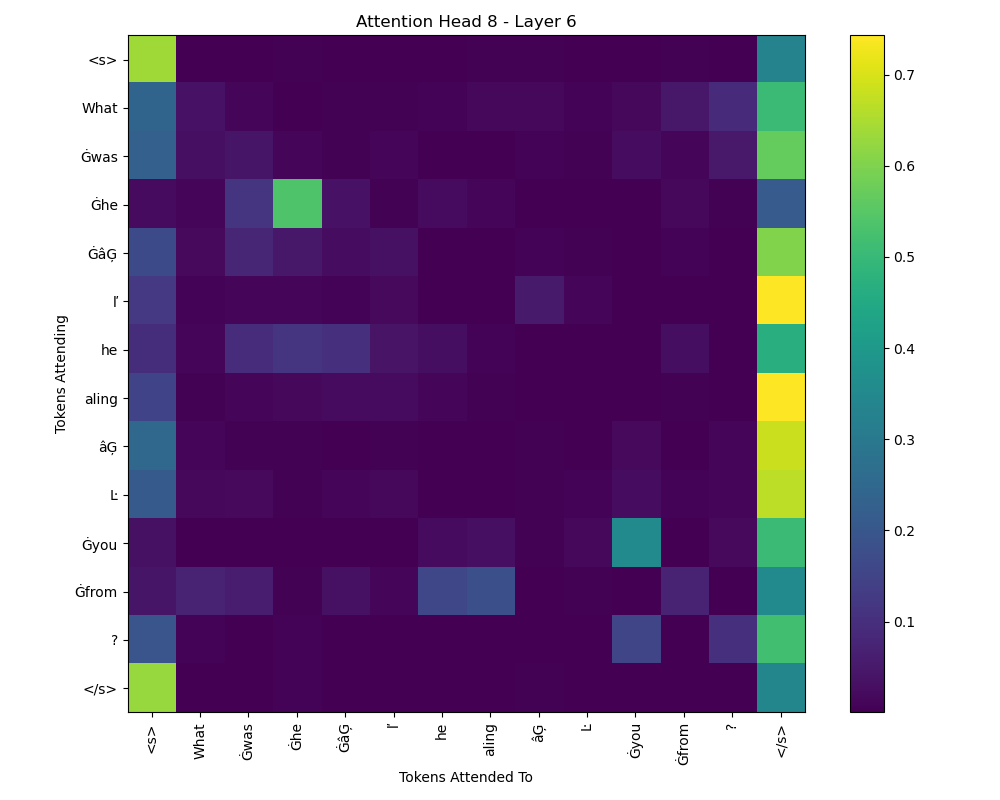 Attention Head 8 - Layer 6
<s>
What
Ġwas
Ġhe
ĠâĢ
ľ
he
aling
âĢ
Ŀ
Ġyou
Ġfrom
?
</s>
Tokens Attending
<s>
What
Ġwas
Ġhe
ĠâĢ
ľ
he
aling
âĢ
Ŀ
Ġyou
Ġfrom
?
</s>
Tokens Attended To
0.7
0.6
0.5
0.4
0.3
0.2
0.1